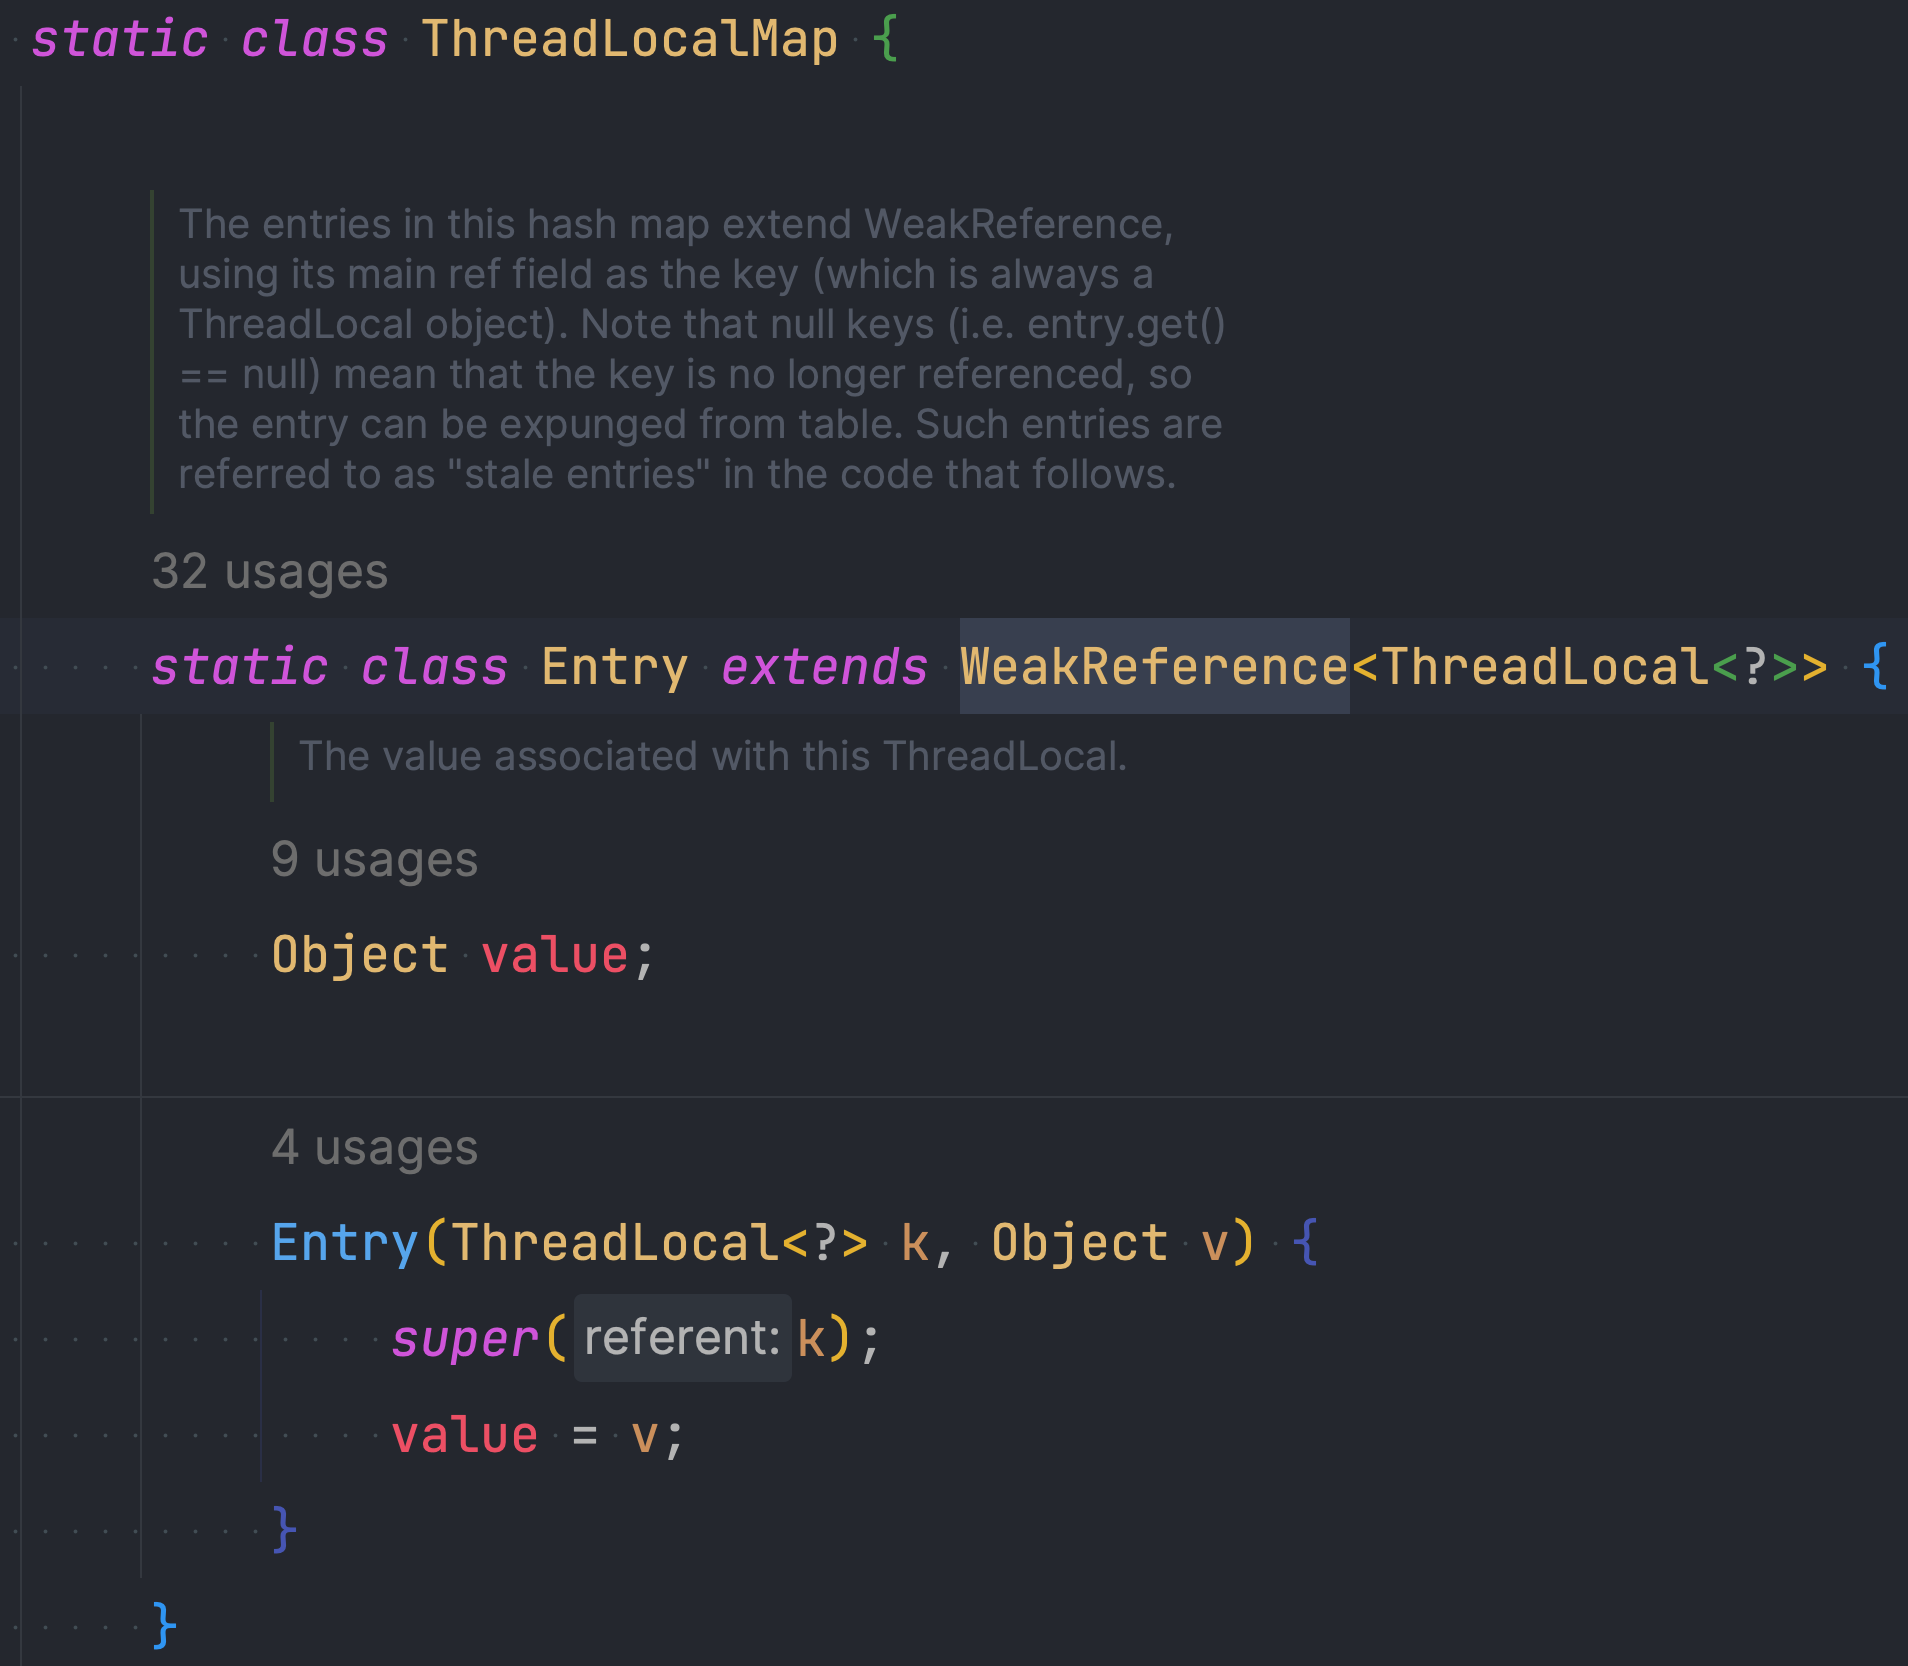 static class ThreadLocalMap {
The entries in this hash map extend WeakReference,
using its main ref field as the key (which is always a
ThreadLocal object). Note that null keys (i.e. entry.get()
== null) mean that the key is no longer referenced, so
the entry can be expunged from table. Such entries are
referred to as "stale entries" in the code that follows.
32 usages
static class Entry extends WeakReference<ThreadLocal<?>> {
The value associated with this ThreadLocal.
9 usages
Object value;
4 usages
Entry(ThreadLocal<?> k, Object v) {
super( referent: k);
value = v;
}
}